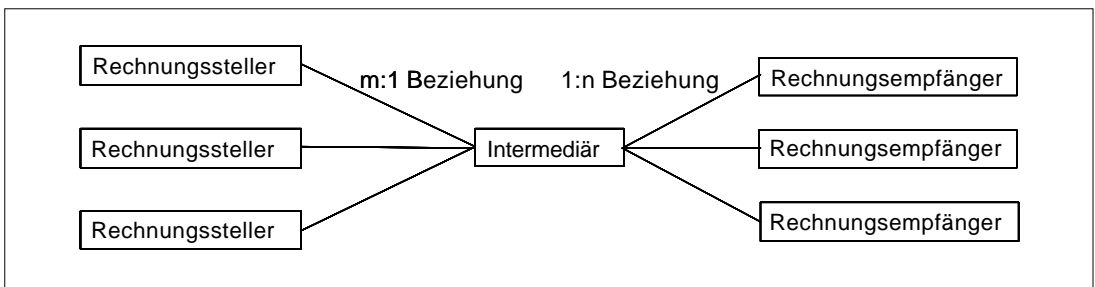 Rechnungssteller
m:1 Beziehung
1:n Beziehung
Rechnungsempfänger
Rechnungssteller
Intermediär
Rechnungsempfänger
Rechnungssteller
Rechnungsempfänger